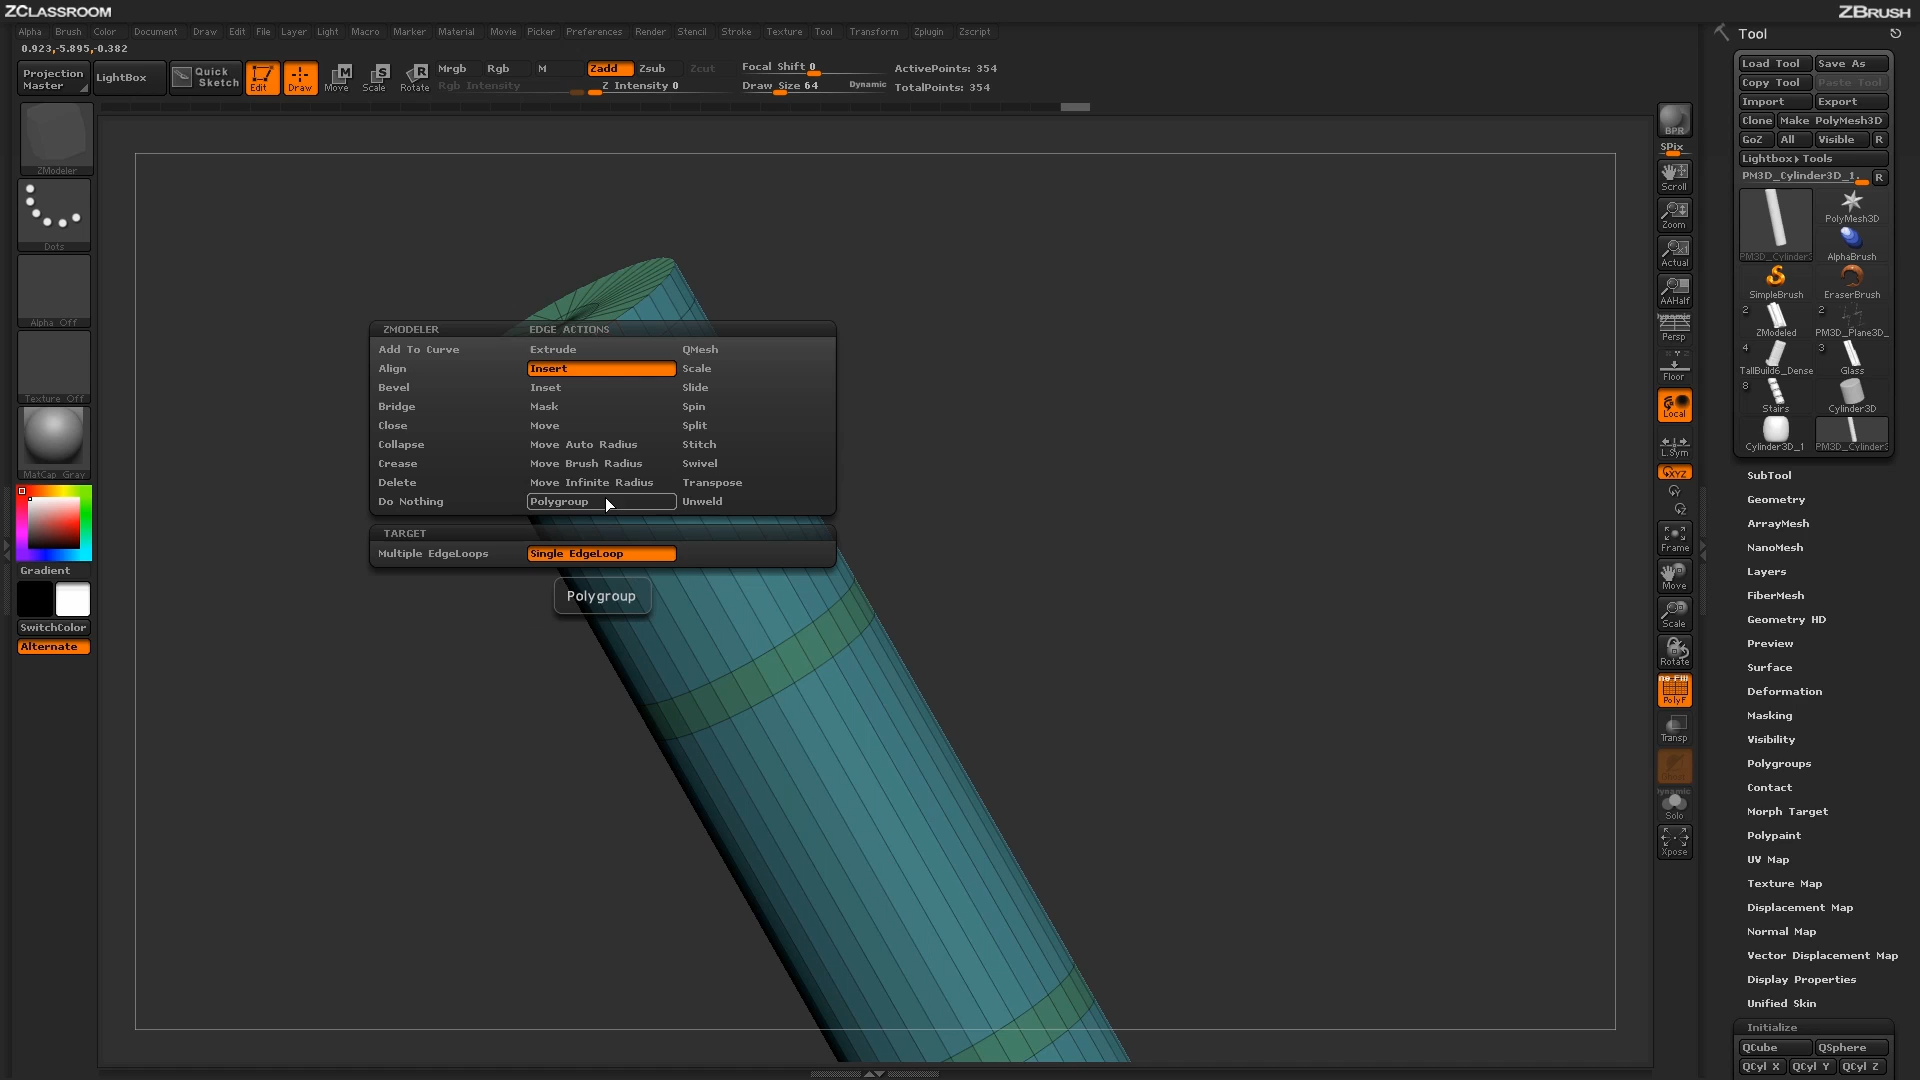 ZCLASSROOM
ZBRUSH
Alpha Brush Color Document Draw Edit File Layer Light Macro Marker Material Movie Picker Preferences Render Stencil Stroke Texture Tool Transform Zplugin Zscript
0.923,-5.895,-0.382
Projection Master
LightBox
Quick Sketch
Edit
Draw
Move
Scale
Rotate
Mrgb Rgb M
Rgb Intensity
Zadd Zsub Zcut
Z Intensity 0
Focal Shift 0
Draw Size 64
Dynamic
ActivePoints: 354
TotalPoints: 354
ZModeler
Dots
Alpha Off
Texture Off
MatCap Gray
Gradient
SwitchColor
Alternate
ZMODELER EDGE ACTIONS
Add To Curve Extrude QMesh
Align Insert Scale
Bevel Inset Slide
Bridge Mask Spin
Close Move Split
Collapse Move Auto Radius Stitch
Crease Move Brush Radius Swivel
Delete Move Infinite Radius Transpose
Do Nothing Polygroup Unweld
TARGET
Multiple EdgeLoops Single EdgeLoop
Polygroup
BPR
SPix
Scroll
Zoom
Actual
AAHalf
Dynamic
Persp
Floor
Local
L.Sym
XYZ
Frame
Move
Scale
Rotate
PolyF
Transp
Dynamic
Solo
Xpose
Tool
Load Tool Save As
Copy Tool Paste Tool
Import Export
Clone Make PolyMesh3D
GoZ All Visible R
Lightbox▸Tools
PM3D_Cylinder3D_1. R
PM3D_Cylinder3
PolyMesh3D
AlphaBrush
SimpleBrush EraserBrush
2 2
ZModeled PM3D_Plane3D_
4 3
TallBuild6_Dense Glass
8
Stairs Cylinder3D
Cylinder3D_1 PM3D_Cylinder3
SubTool
Geometry
ArrayMesh
NanoMesh
Layers
FiberMesh
Geometry HD
Preview
Surface
Deformation
Masking
Visibility
Polygroups
Contact
Morph Target
Polypaint
UV Map
Texture Map
Displacement Map
Normal Map
Vector Displacement Map
Display Properties
Unified Skin
Initialize
QCube QSphere
QCyl X QCyl Y QCyl Z